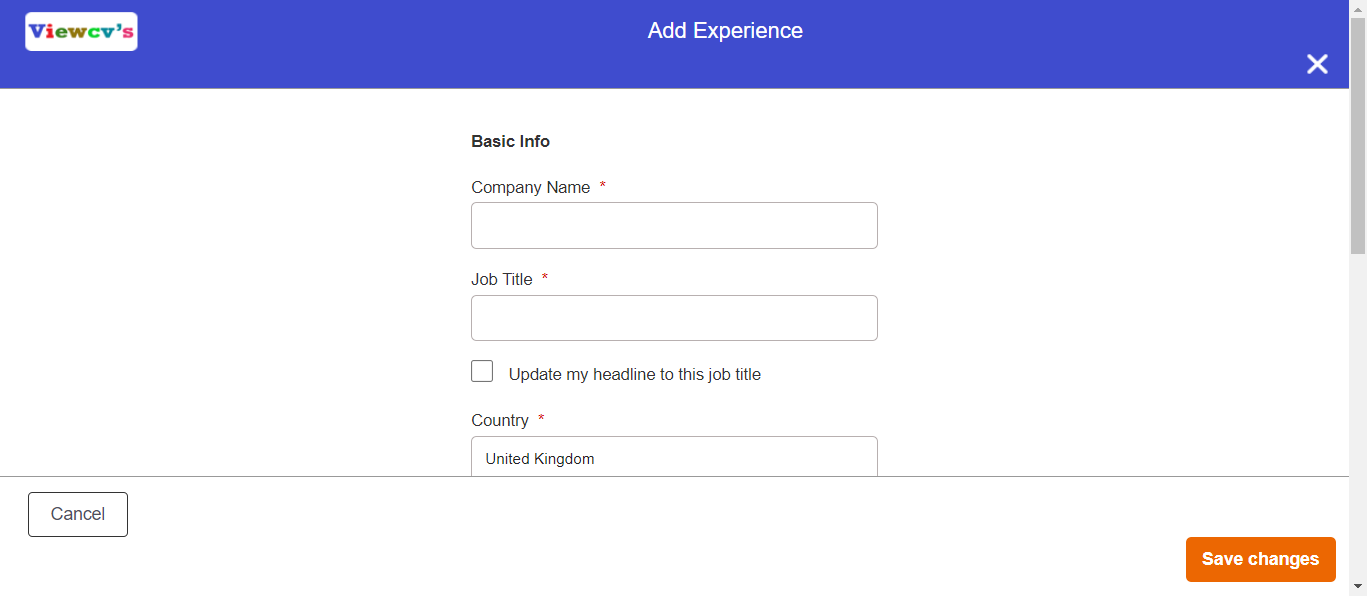 Viewcv's
Add Experience
Basic Info
Company Name *
Job Title *
Update my headline to this job title
Country *
United Kingdom
Cancel
Save changes